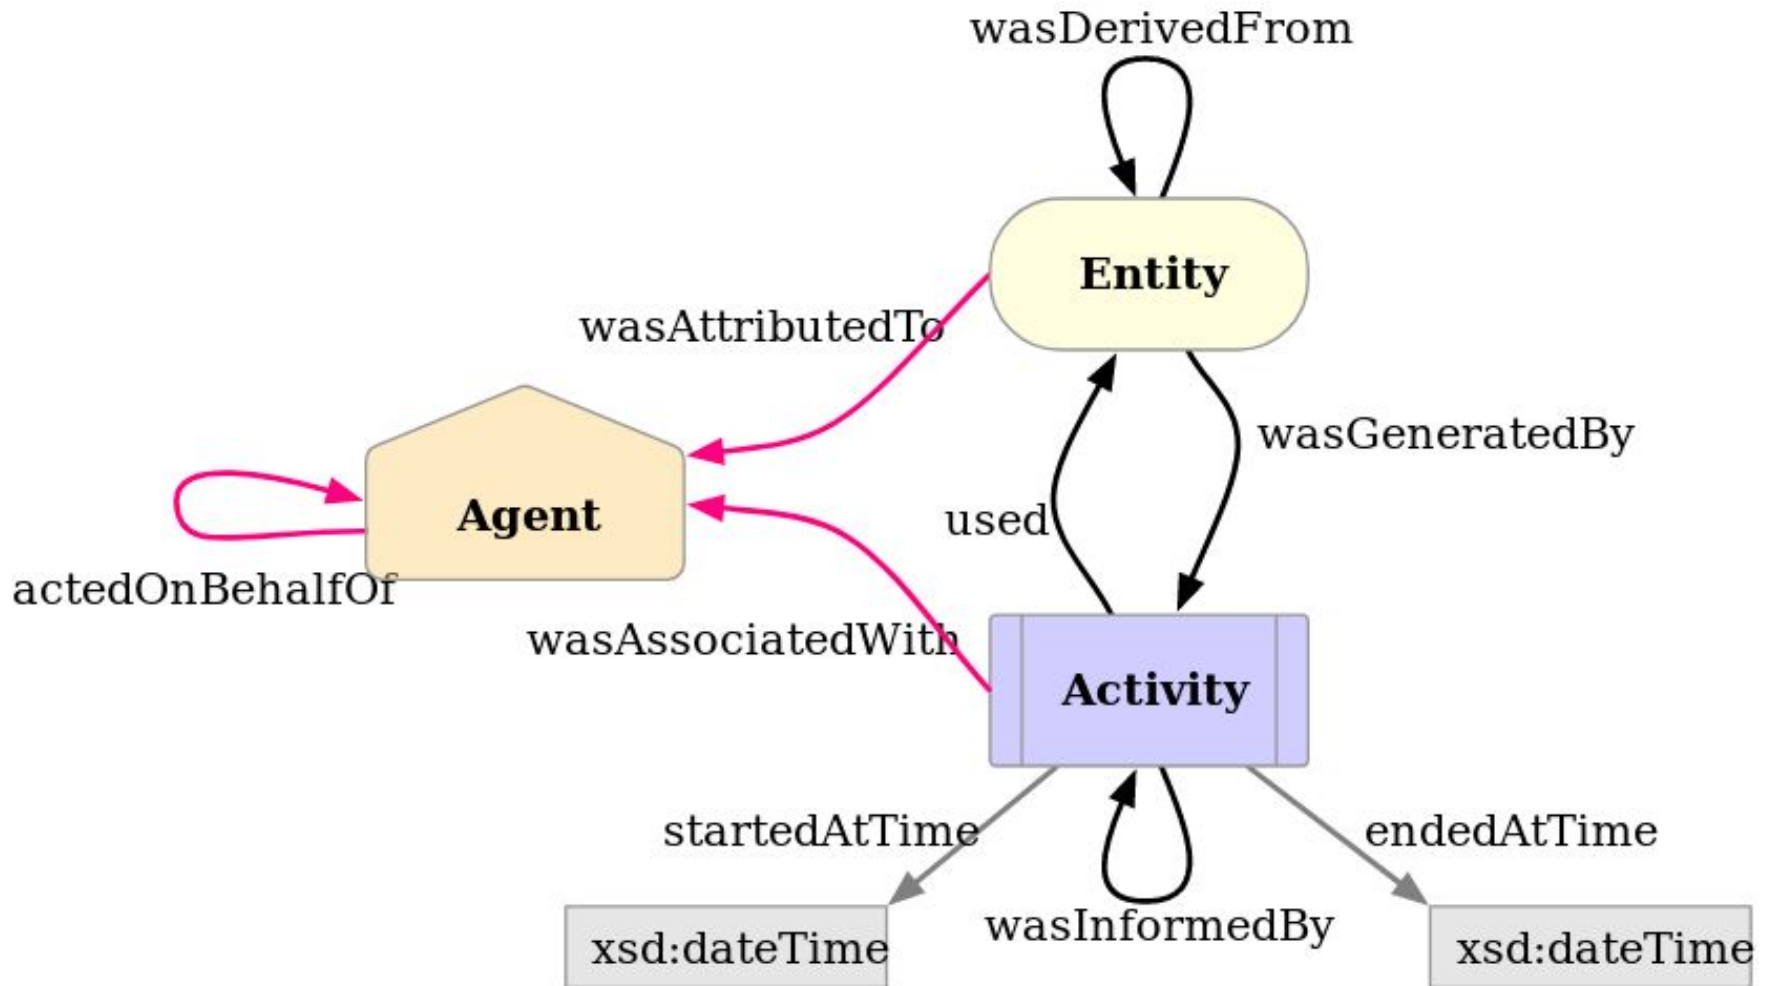 wasDerivedFrom
Entity
wasAttributedTo
wasGeneratedBy
Agent
used
actedOnBehalfOf
wasAssociatedWith
Activity
startedAtTime
endedAtTime
wasInformedBy
xsd:dateTime
xsd:dateTime